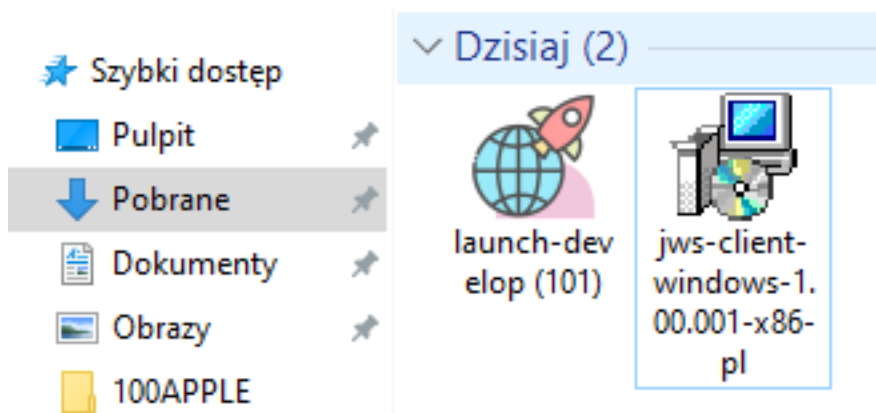 Szybki dostęp
Pulpit
Pobrane
Dokumenty
Obrazy
100APPLE
Dzisiaj (2)
launch-dev
elop (101)
jws-client-
windows-1.
00.001-x86-
pl